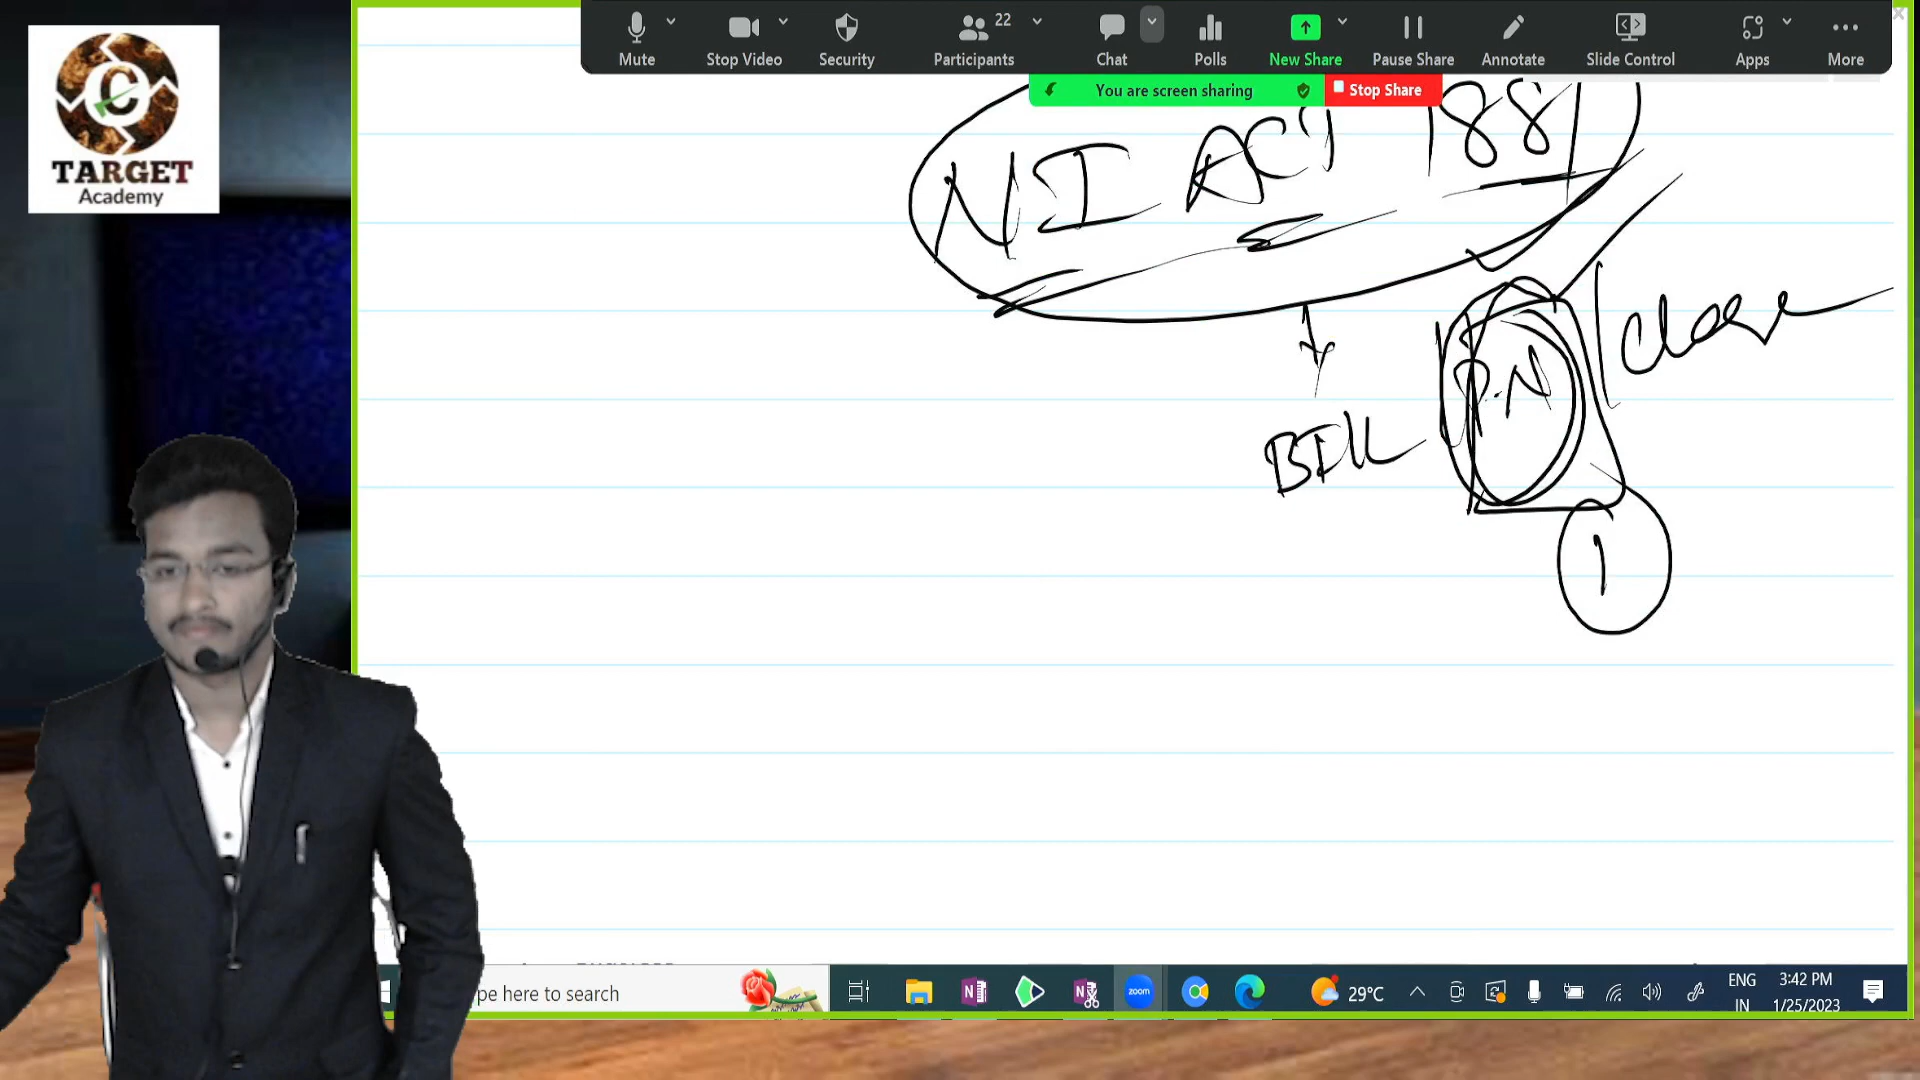 C
TARGET
Academy
Mute
Stop Video
Security
22
Participants
Chat
Polls
New Share
Pause Share
Annotate
Slide Control
Apps
More
You are screen sharing
Stop Share
NI ACT 1881
P.N
BILL
1
pe here to search
zoom
29°C
ENG
IN
3:42 PM
1/25/2023